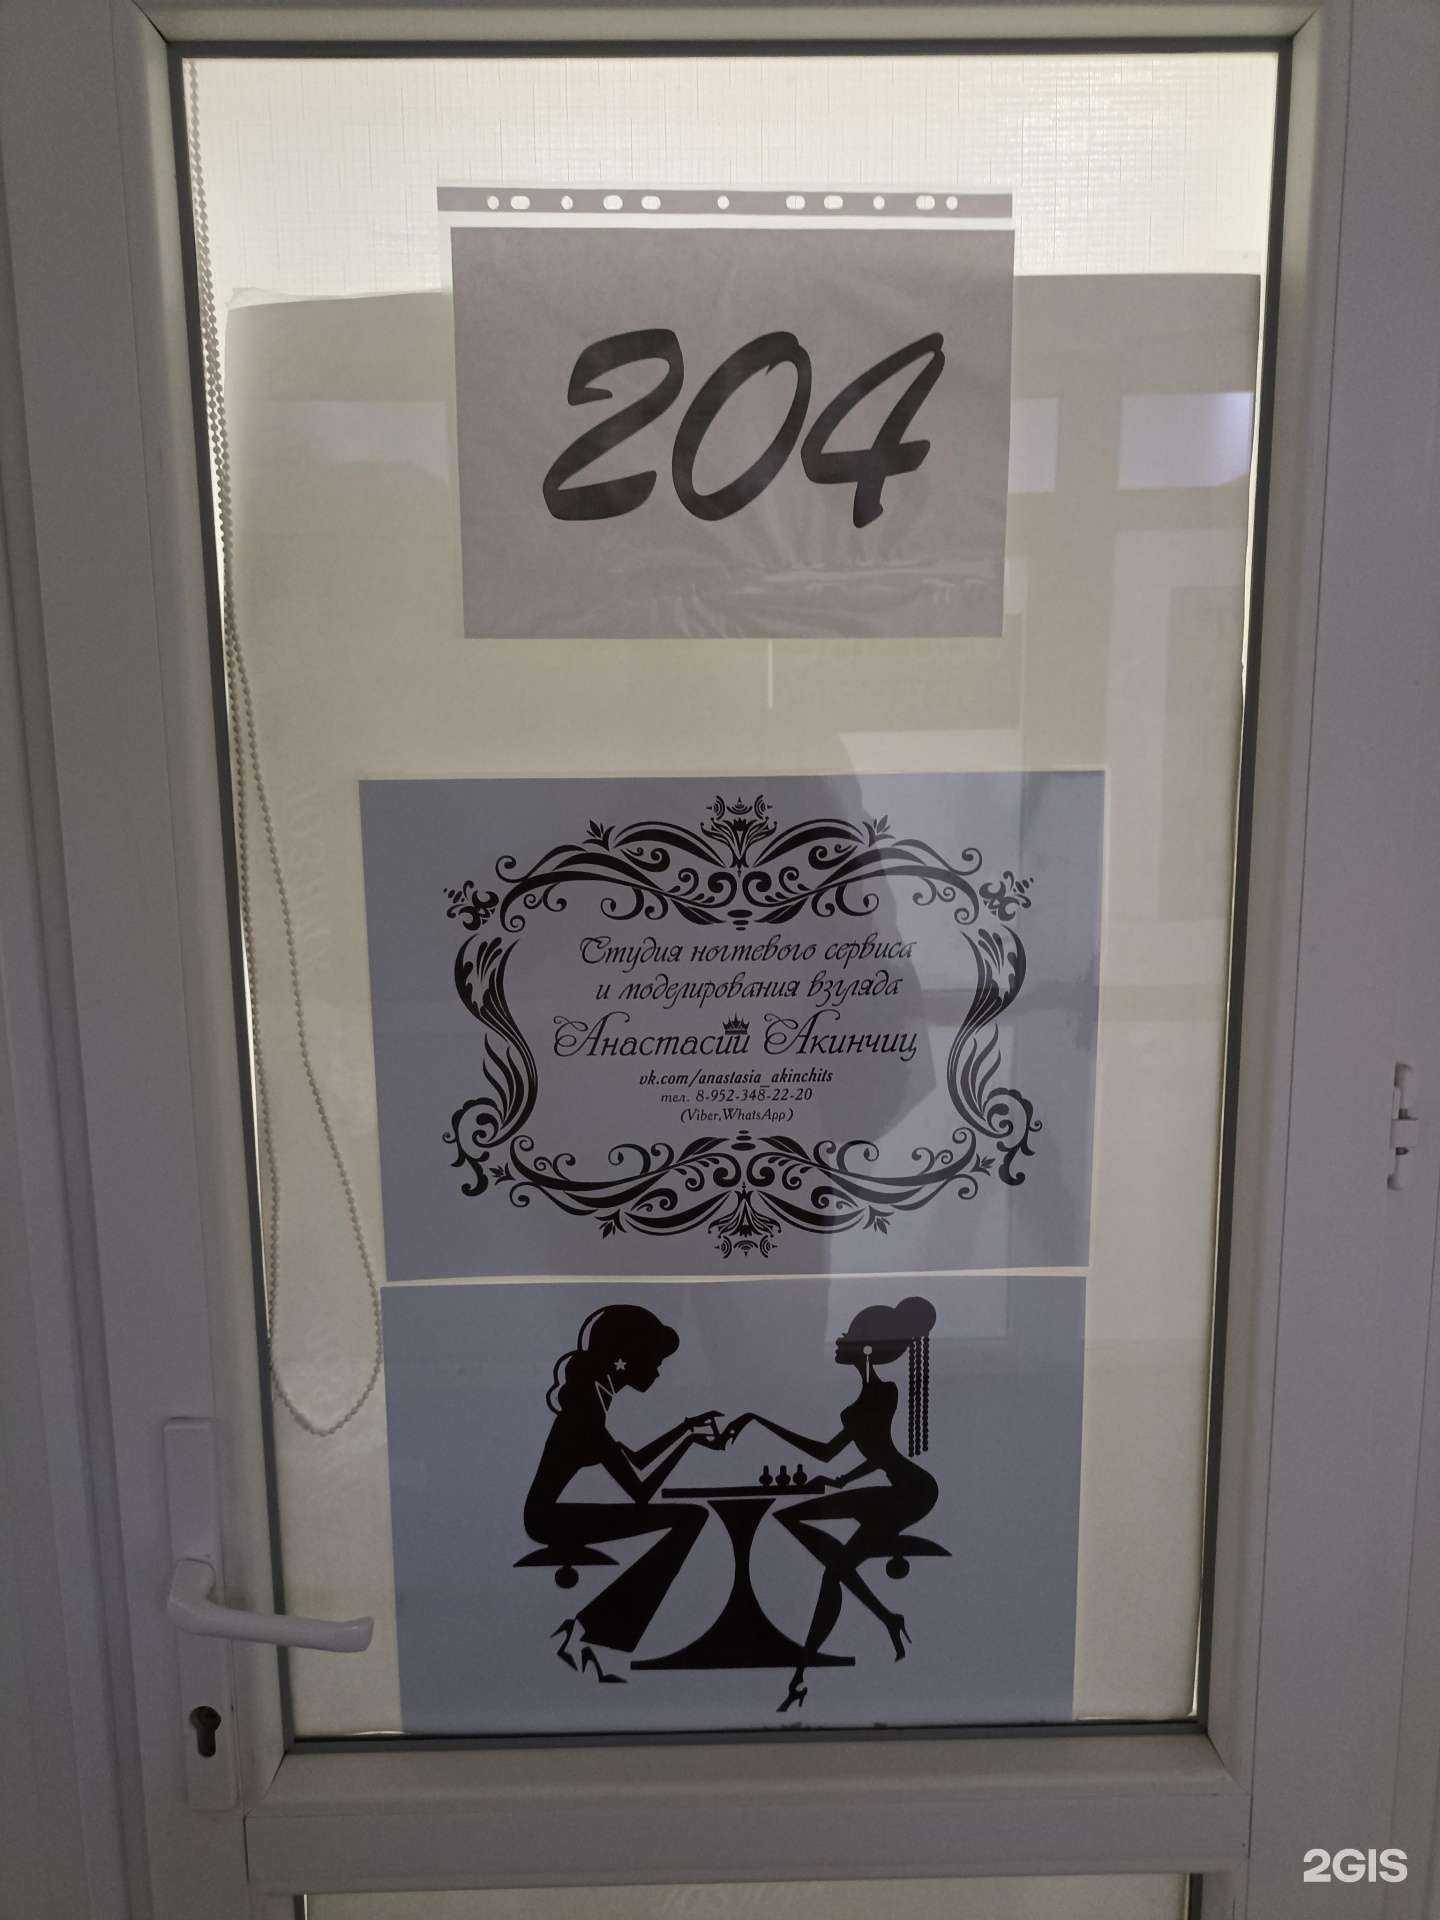 204
Студия ногтевого сервиса
и моделирования взгляда
Анастасии Акинчиц
vk.com/anastasia_akinchits
тел. 8-952-348-22-20
(Viber,WhatsApp)
2GIS